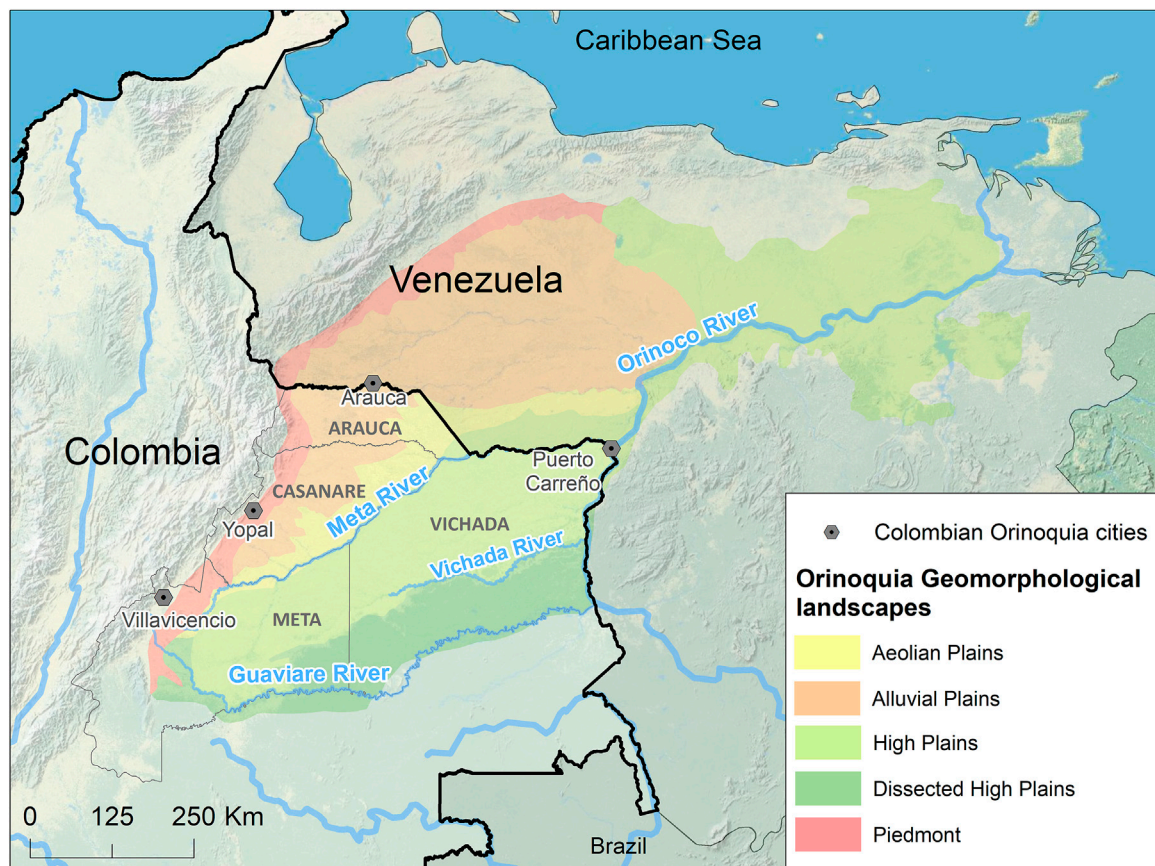 Caribbean Sea
Venezuela
Orinoco River
Arauca
ARAUCA
Colombia
Puerto
Carreño
CASANARE
Meta River
Yopal
VICHADA
Vichada River
Villavicencio
META
Guaviare River
Brazil
0 125 250 Km
Colombian Orinoquia cities
Orinoquia Geomorphological
landscapes
Aeolian Plains
Alluvial Plains
High Plains
Dissected High Plains
Piedmont